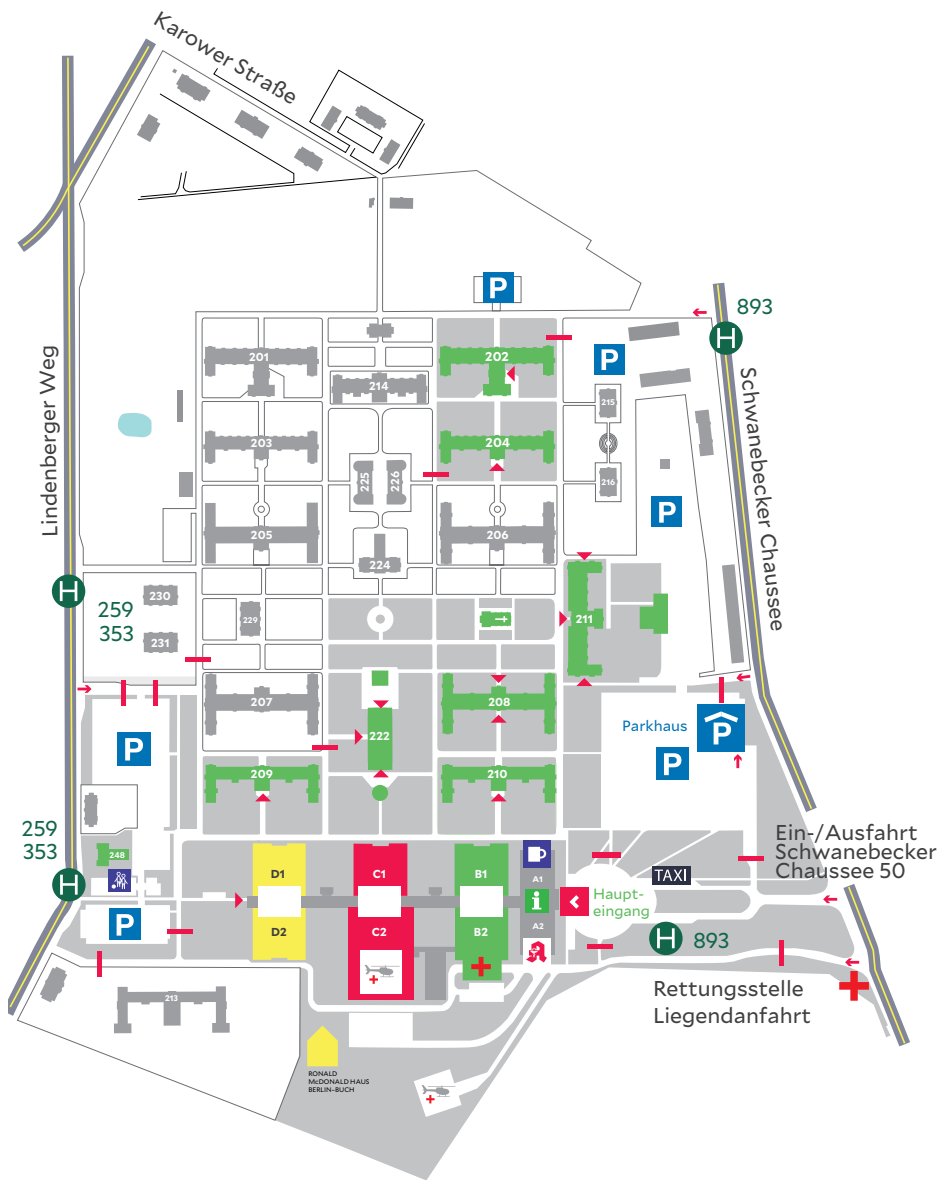 Karower Straße
P
893
H
Lindenberger Weg
201
202
P
214
215
Schwanebecker Chaussee
203
204
225
226
216
P
205
206
224
H
259
353
230
231
229
211
207
208
222
Parkhaus
P
P
P
209
210
259
353
248
H
Ein-/Ausfahrt
Schwanebecker
Chaussee 50
D1
C1
B1
A1
TAXI
Haupt-
eingang
i
P
D2
C2
B2
A2
H
893
213
Rettungsstelle
Liegendanfahrt
RONALD
McDONALD HAUS
BERLIN-BUCH